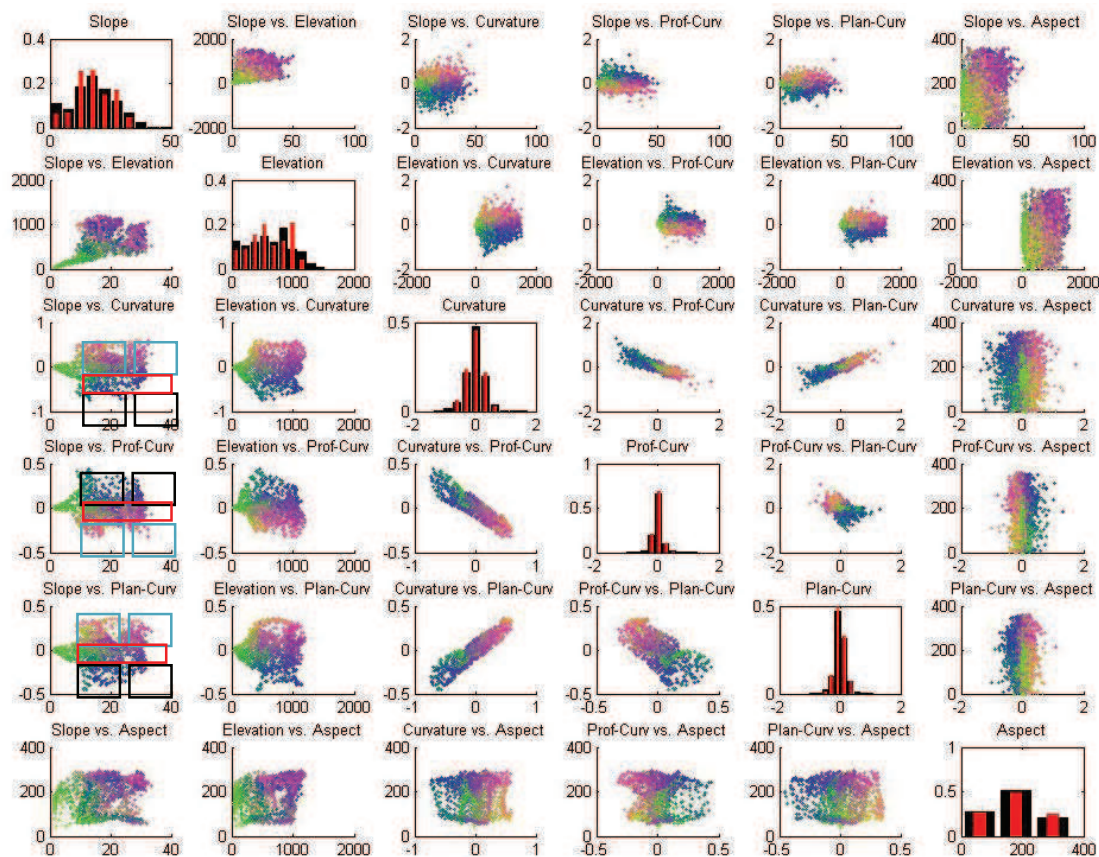 Slope Slope vs. Elevation Slope vs. Curvature Slope vs. Prof-Curv Slope vs. Plan-Curv Slope vs. Aspect
0.4 2000 2 2 2 400
0.2 0 0 0 0 200
0 -2000 -2 -2 -2 0
0 50 0 50 100 0 50 100 0 50 100 0 50 100 0 50 100
Slope vs. Elevation Elevation Elevation vs. Curvature Elevation vs. Prof-Curv Elevation vs. Plan-Curv Elevation vs. Aspect
2000 0.4 2 2 2 400
1000 0.2 0 0 0 200
0 0 -2 -2 -2 0
0 20 40 0 1000 2000 -2000 0 2000 -2000 0 2000 -2000 0 2000 -2000 0 2000
Slope vs. Curvature Elevation vs. Curvature Curvature Curvature vs. Prof-Curv Curvature vs. Plan-Curv Curvature vs. Aspect
1 1 0.5 2 2 400
0 0 0 0 200
-1 -1 0 -2 -2 0
0 20 40 0 1000 2000 -2 0 2 -2 0 2 -2 0 2 -2 0 2
Slope vs. Prof-Curv Elevation vs. Prof-Curv Curvature vs. Prof-Curv Prof-Curv Prof-Curv vs. Plan-Curv Prof-Curv vs. Aspect
0.5 0.5 0.5 1 2 400
0 0 0 0.5 0 200
-0.5 -0.5 -0.5 0 -2 0
0 20 40 0 1000 2000 -1 0 1 -2 0 2 -2 0 2 -2 0 2
Slope vs. Plan-Curv Elevation vs. Plan-Curv Curvature vs. Plan-Curv Prof-Curv vs. Plan-Curv Plan-Curv Plan-Curv vs. Aspect
0.5 0.5 0.5 0.5 0.5 400
0 0 0 0 200
-0.5 -0.5 -0.5 -0.5 0 0
0 20 40 0 1000 2000 -1 0 1 -0.5 0 0.5 -2 0 2 -2 0 2
Slope vs. Aspect Elevation vs. Aspect Curvature vs. Aspect Prof-Curv vs. Aspect Plan-Curv vs. Aspect Aspect
400 400 400 400 400 1
200 200 200 200 200 0.5
0 0 0 0 0 0
0 20 40 0 1000 2000 -1 0 1 -0.5 0 0.5 -0.5 0 0.5 0 200 400